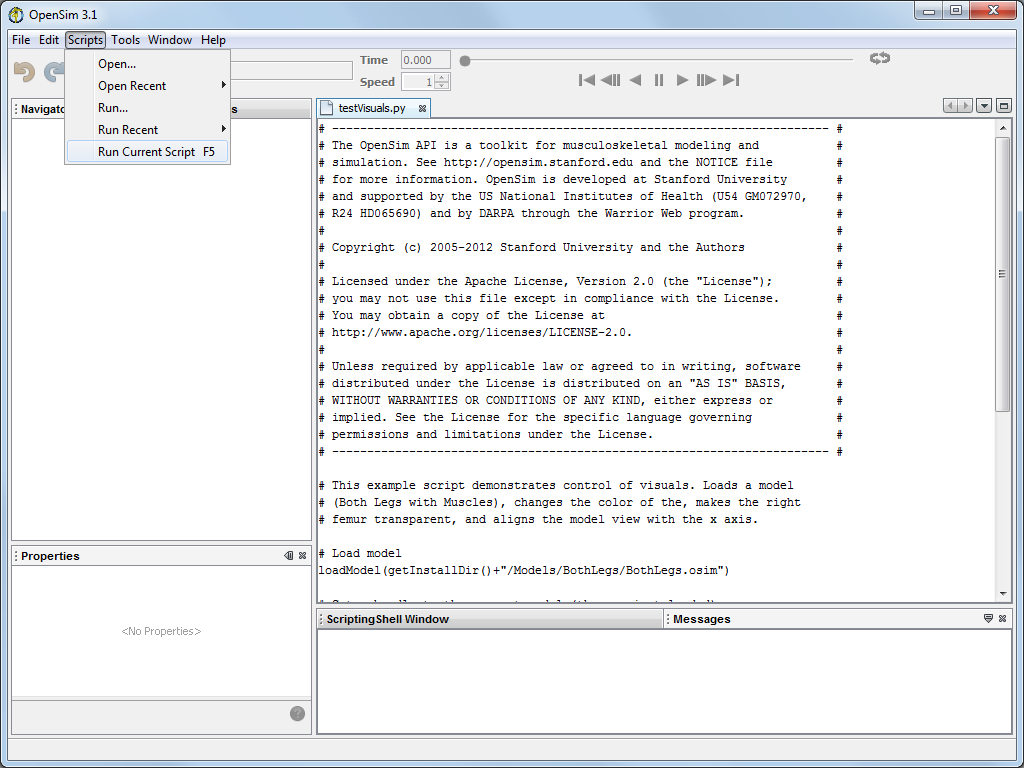 OpenSim 3.1
File Edit Scripts Tools Window Help
Open...
Open Recent
Run...
Run Recent
Run Current Script F5
Time 0.000
Speed 1
s
testVisuals.py
# ----------------------------------------------------------------------- #
# The OpenSim API is a toolkit for musculoskeletal modeling and #
# simulation. See http://opensim.stanford.edu and the NOTICE file #
# for more information. OpenSim is developed at Stanford University #
# and supported by the US National Institutes of Health (U54 GM072970, #
# R24 HD065690) and by DARPA through the Warrior Web program. #
# #
# Copyright (c) 2005-2012 Stanford University and the Authors #
# #
# Licensed under the Apache License, Version 2.0 (the "License"); #
# you may not use this file except in compliance with the License. #
# You may obtain a copy of the License at #
# http://www.apache.org/licenses/LICENSE-2.0. #
# #
# Unless required by applicable law or agreed to in writing, software #
# distributed under the License is distributed on an "AS IS" BASIS, #
# WITHOUT WARRANTIES OR CONDITIONS OF ANY KIND, either express or #
# implied. See the License for the specific language governing #
# permissions and limitations under the License. #
# ----------------------------------------------------------------------- #
# This example script demonstrates control of visuals. Loads a model
# (Both Legs with Muscles), changes the color of the, makes the right
# femur transparent, and aligns the model view with the x axis.
# Load model
loadModel(getInstallDir()+"/Models/BothLegs/BothLegs.osim")
Properties
<No Properties>
ScriptingShell Window
Messages